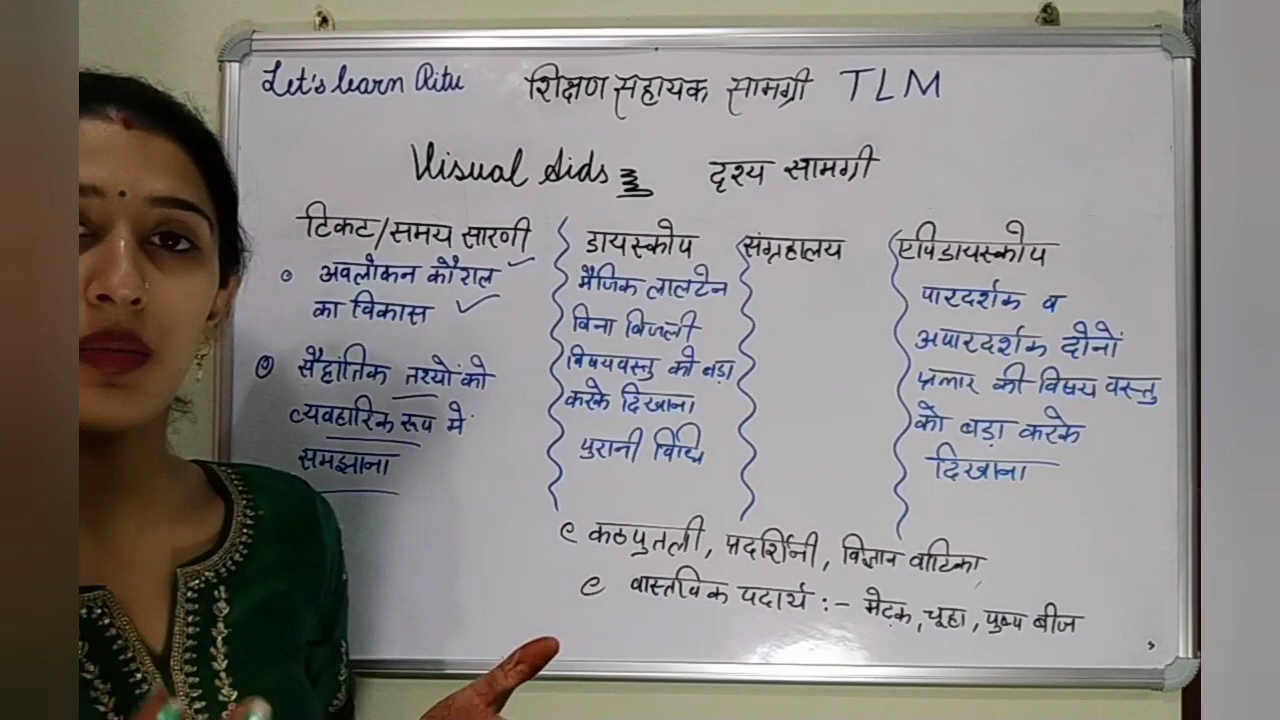 Let's learn Ritu
शिक्षण सहायक सामग्री TLM
Visual Aids
दृश्य सामग्री
टिकट/समय सारणी
अवलोकन कौशल
का विकास
सैद्धांतिक तथ्यों को
व्यवहारिक रूप में
समझाना
डायस्कोप
मैजिक लालटेन
बिना बिजली
विषयवस्तु को बड़ा
करके दिखाना
पुरानी विधि
संग्रहालय
एपिडायस्कोप
पारदर्शक व
अपारदर्शक दोनों
प्रकार की विषय वस्तु
को बड़ा करके
दिखाना
कठपुतली, प्रदर्शिनी, विज्ञान वाटिका,
वास्तविक पदार्थ :- मेढ़क, चूहा, पुष्प बीज